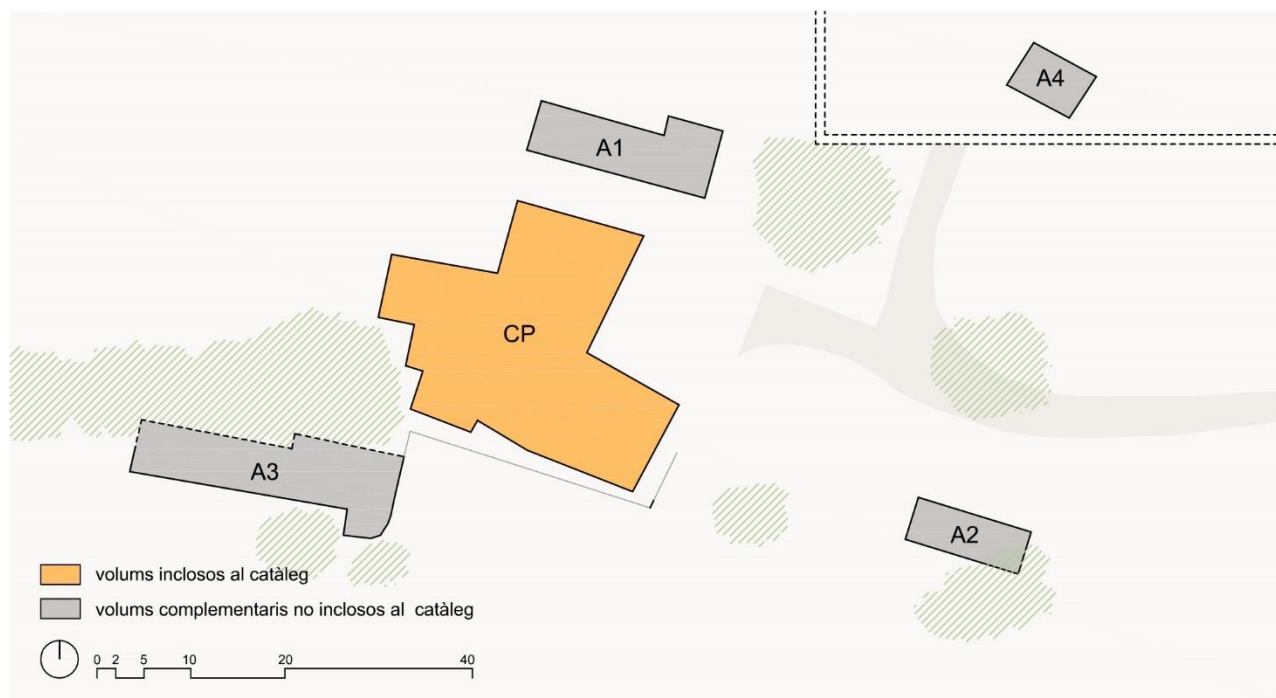 A4
A1
CP
A3
A2
volums inclosos al catàleg
volums complementaris no inclosos al catàleg
0 2 5 10 20 40